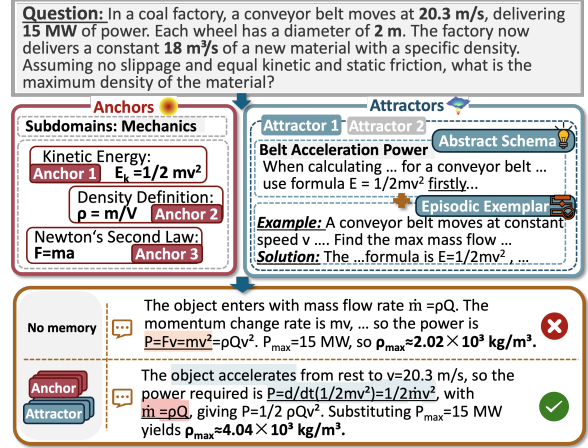 Question: In a coal factory, a conveyor belt moves at 20.3 m/s, delivering
15 MW of power. Each wheel has a diameter of 2 m. The factory now
delivers a constant 18 m³/s of a new material with a specific density.
Assuming no slippage and equal kinetic and static friction, what is the
maximum density of the material?
Anchors
Subdomains: Mechanics
Kinetic Energy:
Anchor 1 Eₖ=1/2 mv²
Density Definition:
ρ = m/V Anchor 2
Newton‘s Second Law:
F=ma Anchor 3
Attractors
Attractor 1 Attractor 2
Abstract Schema
Belt Acceleration Power
When calculating ... for a conveyor belt ...
use formula E = 1/2mv² firstly...
Episodic Exemplar
Example: A conveyor belt moves at constant
speed v .... Find the max mass flow ...
Solution: The ...formula is E=1/2mv² , ...
No memory
The object enters with mass flow rate ṁ =ρQ. The
momentum change rate is mv, ... so the power is
P=Fv=mv²=ρQv². Pₘₐₓ=15 MW, so ρₘₐₓ≈2.02×10³ kg/m³.
Anchor
Attractor
The object accelerates from rest to v=20.3 m/s, so the
power required is P=d/dt(1/2mv²)=1/2ṁv², with
ṁ =ρQ, giving P=1/2 ρQv². Substituting Pₘₐₓ=15 MW
yields ρₘₐₓ≈4.04×10³ kg/m³.